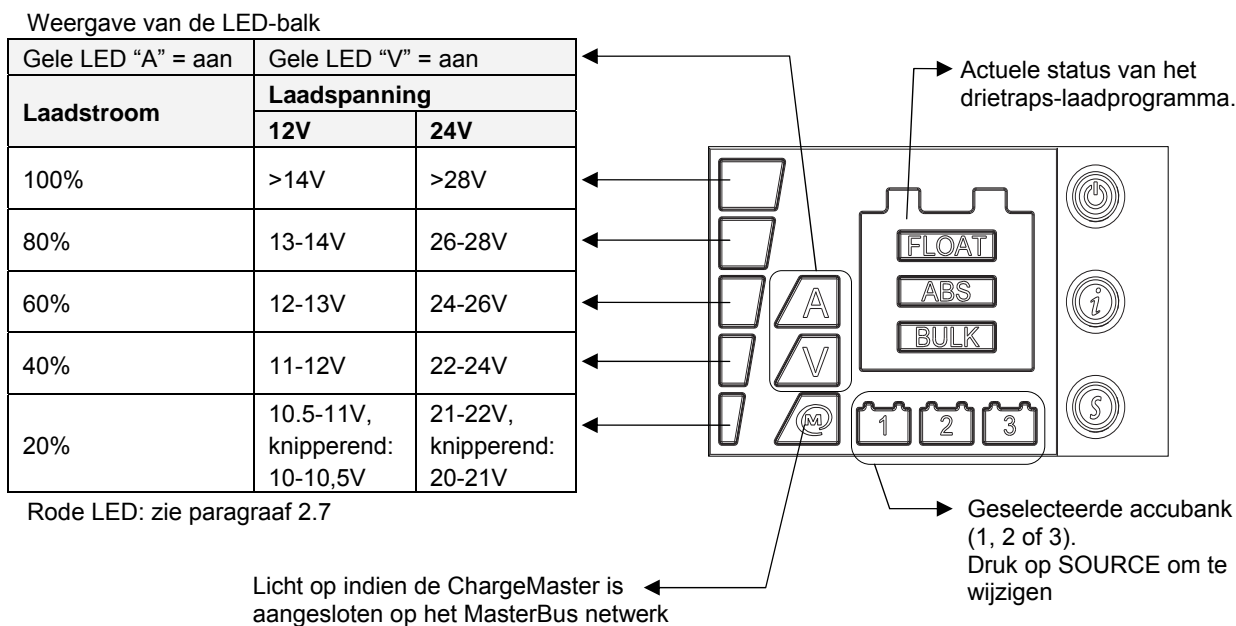 Weergave van de LED-balk
Gele LED “A” = aan Gele LED “V” = aan
Laadstroom Laadspanning
12V 24V
100% >14V >28V
80% 13-14V 26-28V
60% 12-13V 24-26V
40% 11-12V 22-24V
20% 10.5-11V, knipperend: 10-10,5V 21-22V, knipperend: 20-21V
Rode LED: zie paragraaf 2.7
Actuele status van het
drietraps-laadprogramma.
FLOAT
ABS
BULK
A
V
M
1 2 3
i
S
Geselecteerde accubank
(1, 2 of 3).
Druk op SOURCE om te
wijzigen
Licht op indien de ChargeMaster is
aangesloten op het MasterBus netwerk